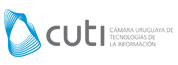 cuti
CÁMARA URUGUAYA DE
TECNOLOGÍAS DE
LA INFORMACIÓN